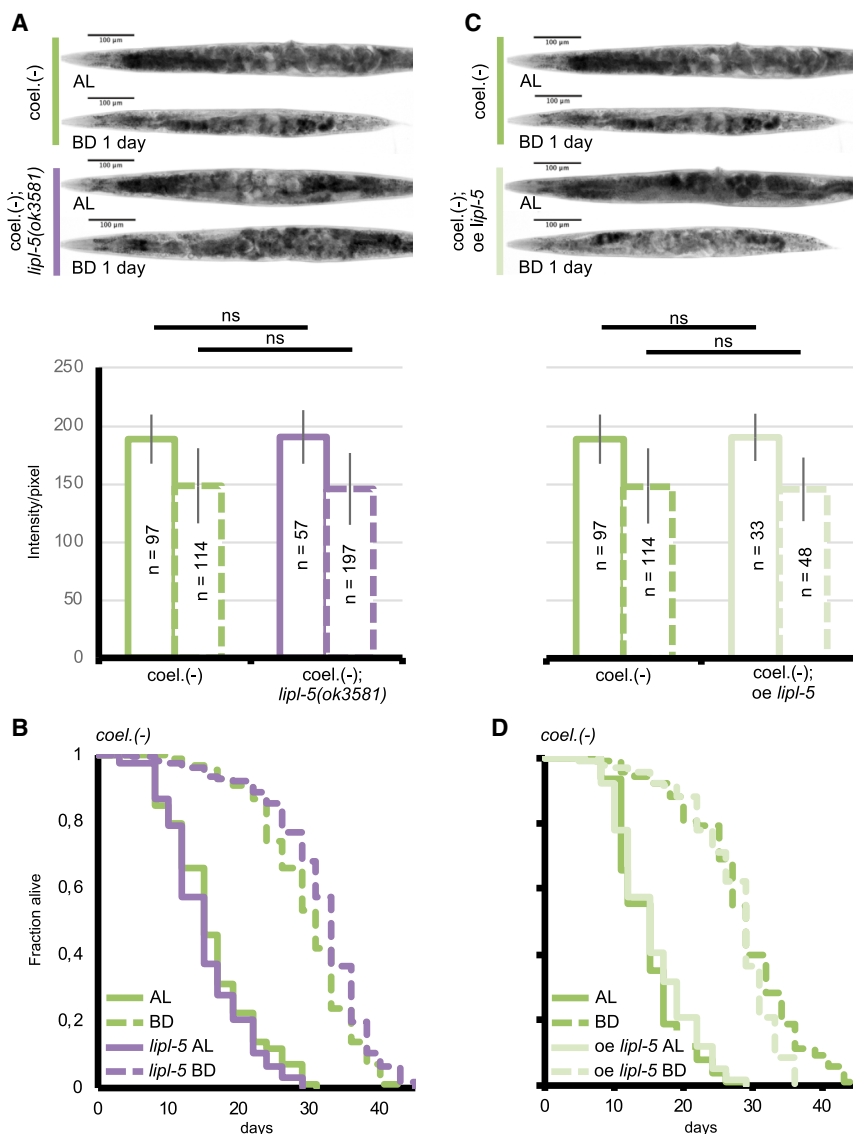 A
100 µm
AL
100 µm
BD 1 day
coel.(-)
100 µm
AL
100 µm
BD 1 day
coel.(-);
lipl-5(ok3581)
ns
ns
250
200
150
100
50
0
Intensity/pixel
n = 97
n = 114
n = 57
n = 197
coel.(-)
coel.(-);
lipl-5(ok3581)
C
100 µm
AL
100 µm
BD 1 day
coel.(-)
100 µm
AL
100 µm
BD 1 day
coel.(-);
oe lipl-5
ns
ns
n = 97
n = 114
n = 33
n = 48
coel.(-)
coel.(-);
oe lipl-5
B
coel.(-)
1
0,8
0,6
0,4
0,2
0
Fraction alive
AL
BD
lipl-5 AL
lipl-5 BD
0 10 20 30 40
days
D
coel.(-)
AL
BD
oe lipl-5 AL
oe lipl-5 BD
0 10 20 30 40
days